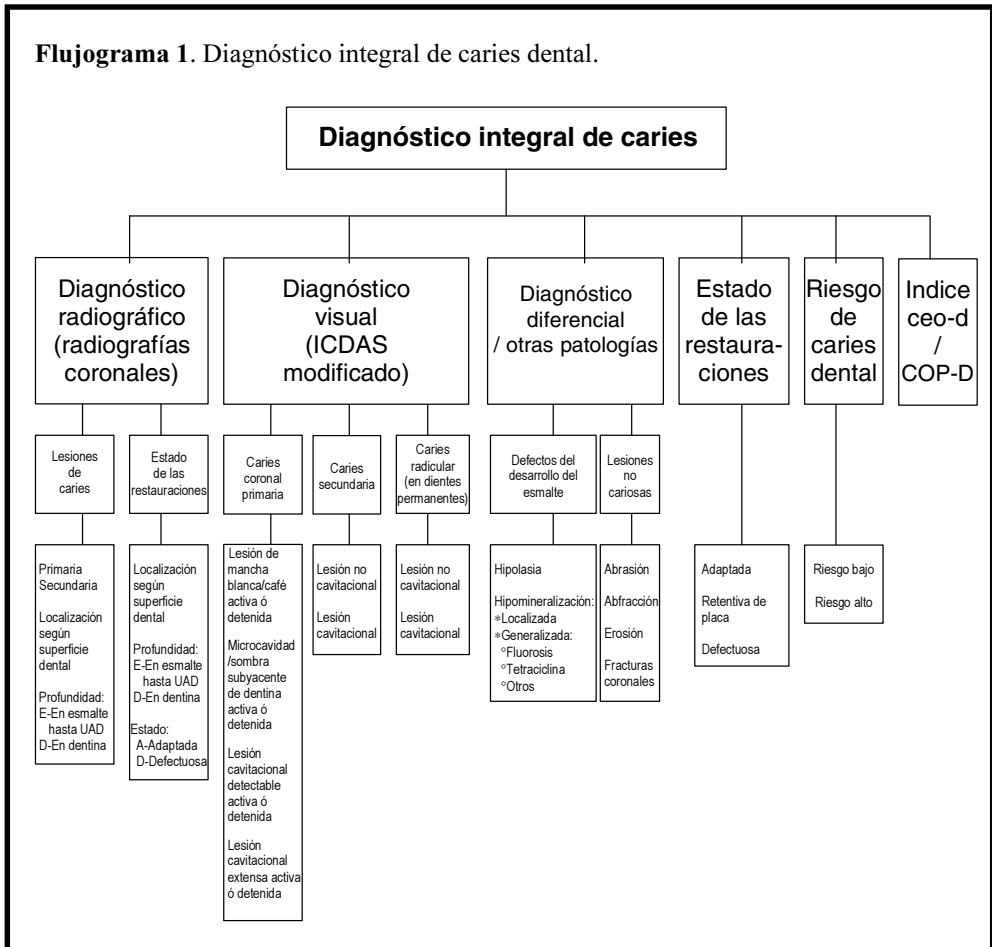 Flujograma 1. Diagnóstico integral de caries dental.
Diagnóstico integral de caries
Diagnóstico
radiográfico
(radiografías
coronales)
Diagnóstico
visual
(ICDAS
modificado)
Diagnóstico
diferencial
/ otras patologías
Estado
de las
restaura-
ciones
Riesgo
de
caries
dental
Indice
ceo-d
/
COP-D
Lesiones
de
caries
Estado
de las
restauraciones
Caries
coronal
primaria
Caries
secundaria
Caries
radicular
(en dientes
permanentes)
Defectos del
desarrollo del
esmalte
Lesiones
no
cariosas
Primaria
Secundaria
Localización
según
superficie
dental
Profundidad:
E-En esmalte
hasta UAD
D-En dentina
Localización
según
superficie
dental
Profundidad:
E-En esmalte
hasta UAD
D-En dentina
Estado:
A-Adaptada
D-Defectuosa
Lesión de
mancha
blanca/café
activa ó
detenida
Microcavidad
/sombra
subyacente
de dentina
activa ó
detenida
Lesión
cavitacional
detectable
activa ó
detenida
Lesión
cavitacional
extensa activa
ó detenida
Lesión no
cavitacional
Lesión
cavitacional
Lesión no
cavitacional
Lesión
cavitacional
Hipolasia
Hipomineralización:
*Localizada
*Generalizada:
°Fluorosis
°Tetraciclina
°Otros
Abrasión
Abfracción
Erosión
Fracturas
coronales
Adaptada
Retentiva de
placa
Defectuosa
Riesgo bajo
Riesgo alto